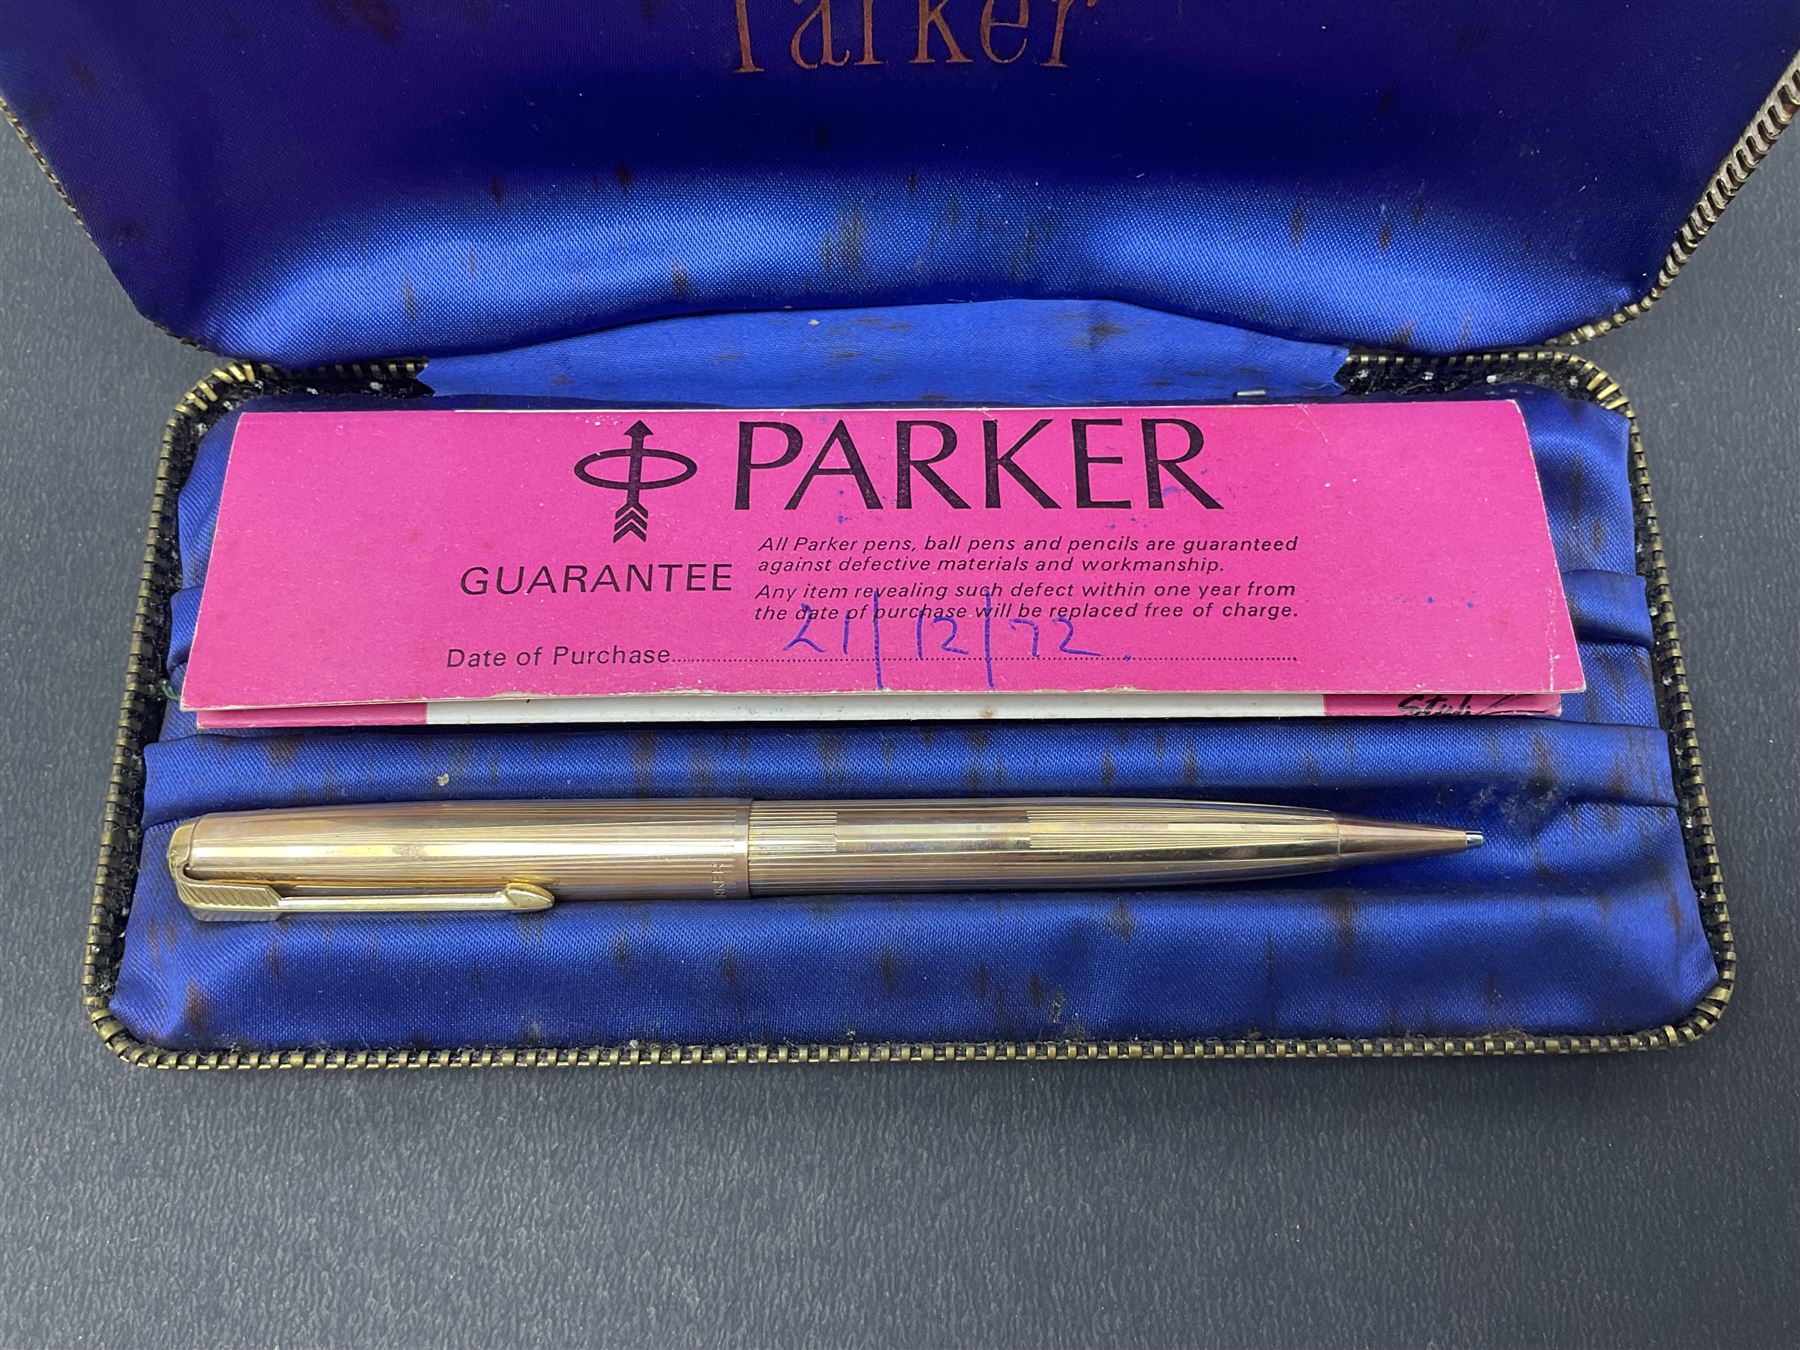 Parker
PARKER
GUARANTEE
All Parker pens, ball pens and pencils are guaranteed
against defective materials and workmanship.
Any item revealing such defect within one year from
the date of purchase will be replaced free of charge.
Date of Purchase 21/12/72